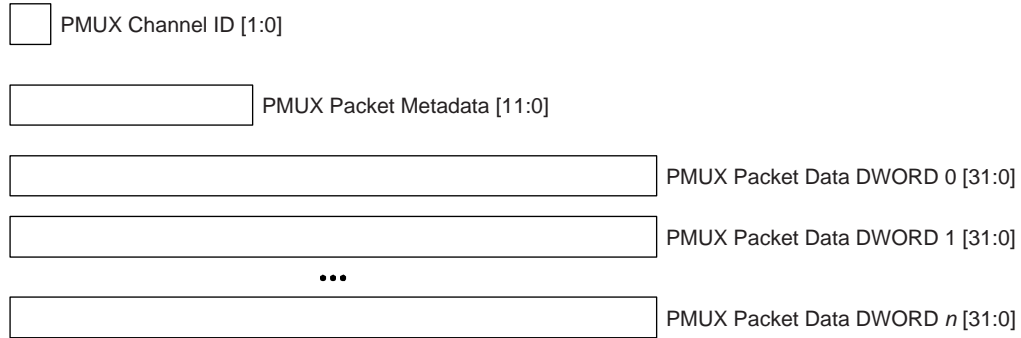 PMUX Channel ID [1:0]
PMUX Packet Metadata [11:0]
PMUX Packet Data DWORD 0 [31:0]
PMUX Packet Data DWORD 1 [31:0]
•••
PMUX Packet Data DWORD n [31:0]